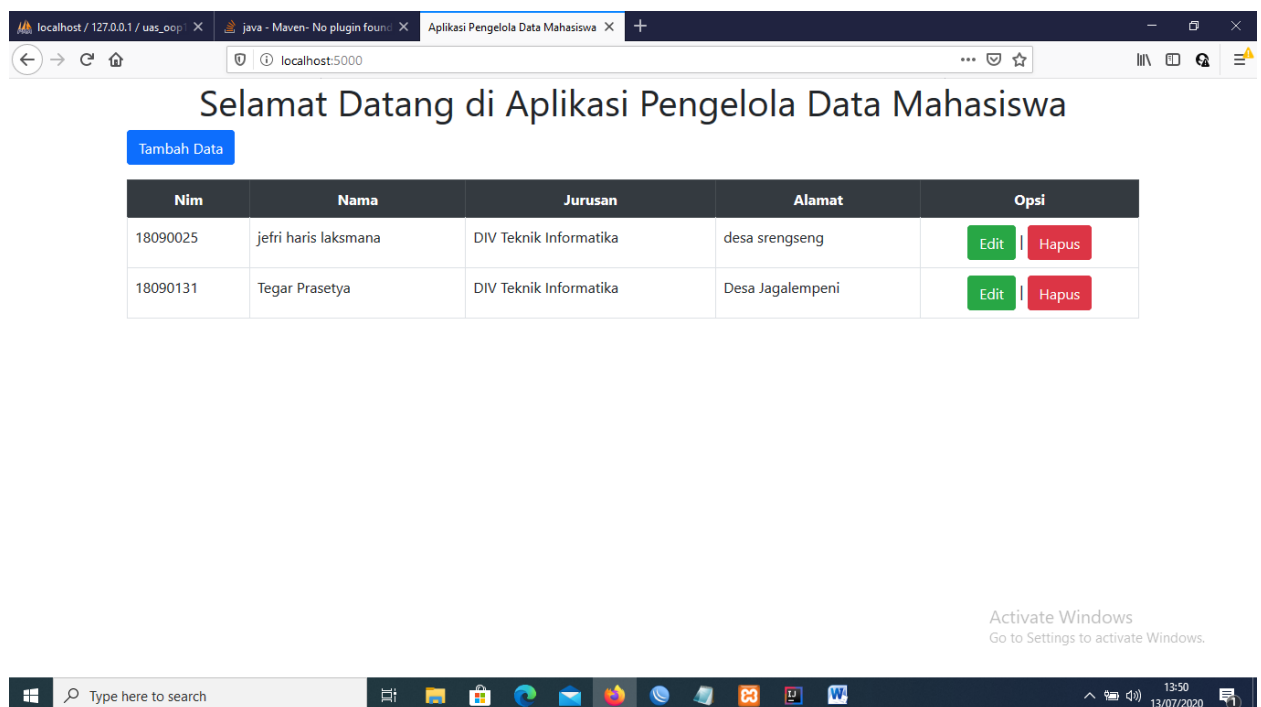 localhost / 127.0.0.1 / uas_oop1
java - Maven- No plugin found
Aplikasi Pengelola Data Mahasiswa
localhost:5000
Selamat Datang di Aplikasi Pengelola Data Mahasiswa
Tambah Data
Nim Nama Jurusan Alamat Opsi
18090025 jefri haris laksmana DIV Teknik Informatika desa srengseng Edit | Hapus
18090131 Tegar Prasetya DIV Teknik Informatika Desa Jagalempeni Edit | Hapus
Activate Windows
Go to Settings to activate Windows.
Type here to search
13:50
13/07/2020